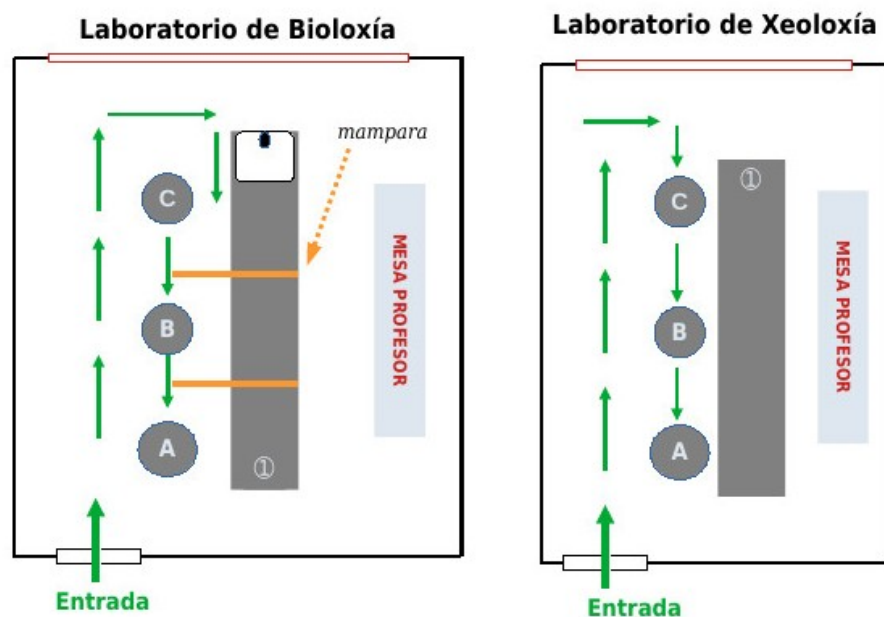 Laboratorio de Bioloxía
mampara
C
B
A
①
MESA PROFESOR
Entrada
Laboratorio de Xeoloxía
①
C
B
A
MESA PROFESOR
Entrada